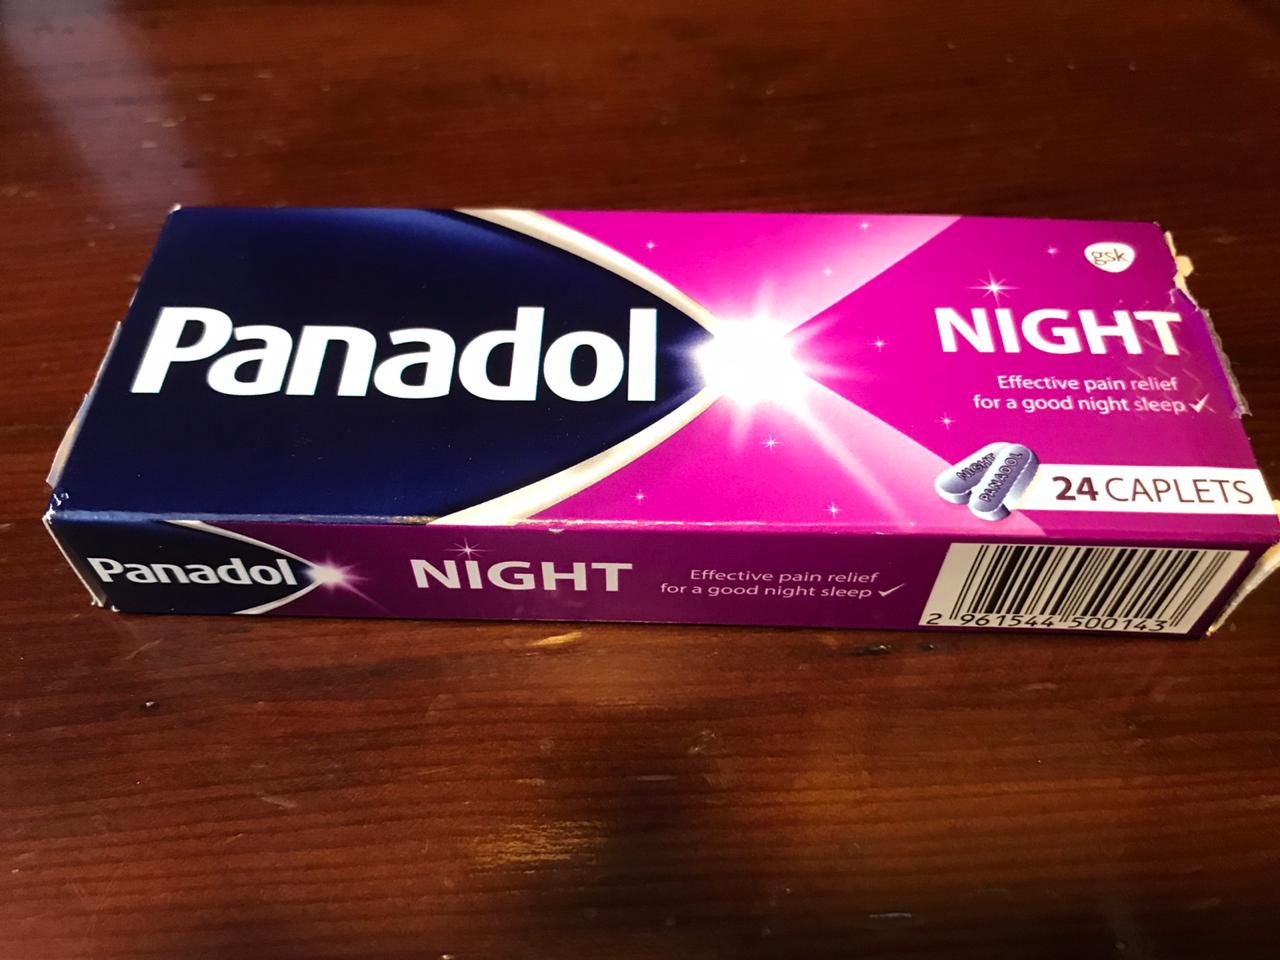 Panadol
gsk
NIGHT
Effective pain relief
for a good night sleep ✓
NIGHT
PANADOL
24 CAPLETS
Panadol
NIGHT
Effective pain relief
for a good night sleep ✓
2 961544 500143